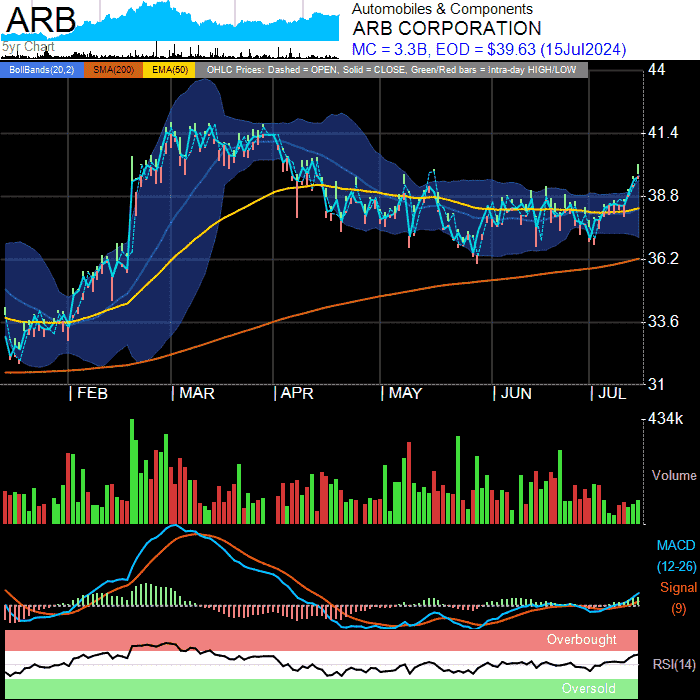 ARB
5yr Chart
Automobiles & Components
ARB CORPORATION
MC = 3.3B, EOD = $39.63 (15Jul2024)
BollBands(20,2) SMA(200) EMA(50) OHLC Prices: Dashed = OPEN, Solid = CLOSE, Green/Red bars = Intra-day HIGH/LOW
44
41.4
38.8
36.2
33.6
31
| FEB | MAR | APR | MAY | JUN | JUL
434k
Volume
MACD
(12-26)
Signal
(9)
Overbought
RSI(14)
Oversold